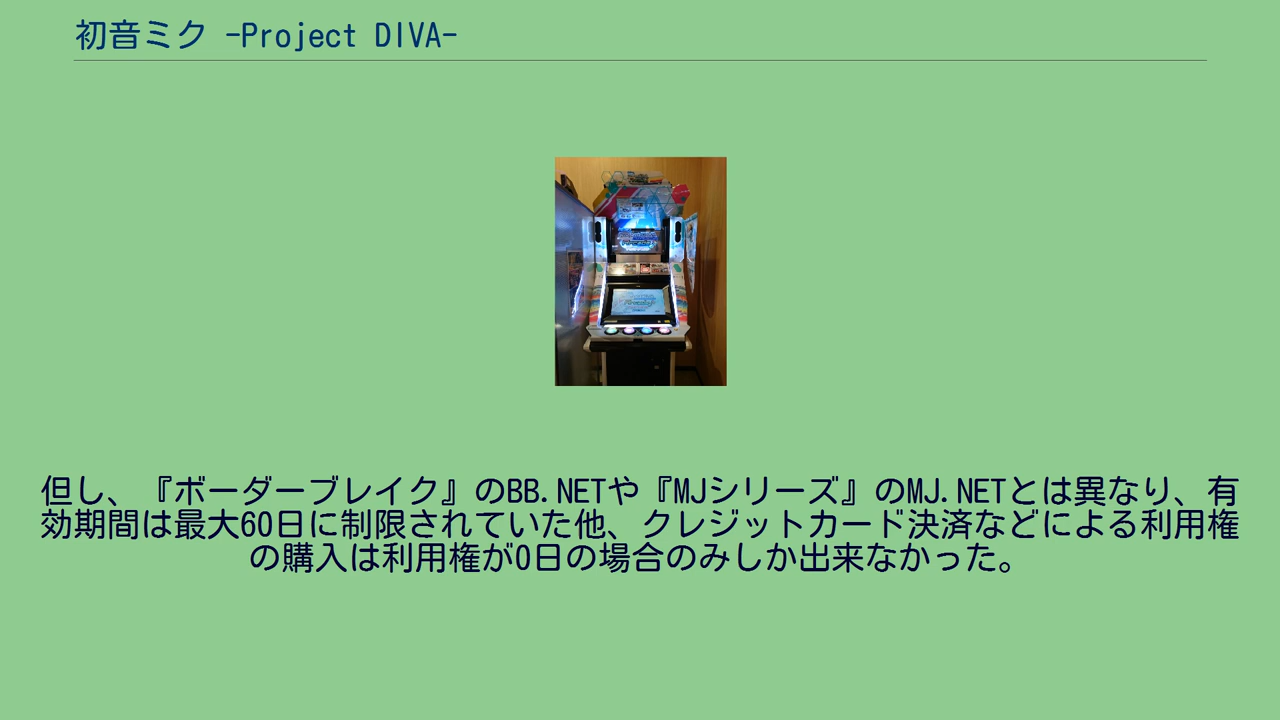 初音ミク -Project DIVA-
但し、『ボーダーブレイク』のBB.NETや『MJシリーズ』のMJ.NETとは異なり、有
効期間は最大60日に制限されていた他、クレジットカード決済などによる利用権
の購入は利用権が0日の場合のみしか出来なかった。